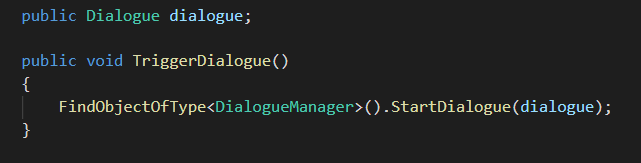 public Dialogue dialogue;
public void TriggerDialogue()
{
FindObjectOfType<DialogueManager>().StartDialogue(dialogue);
}